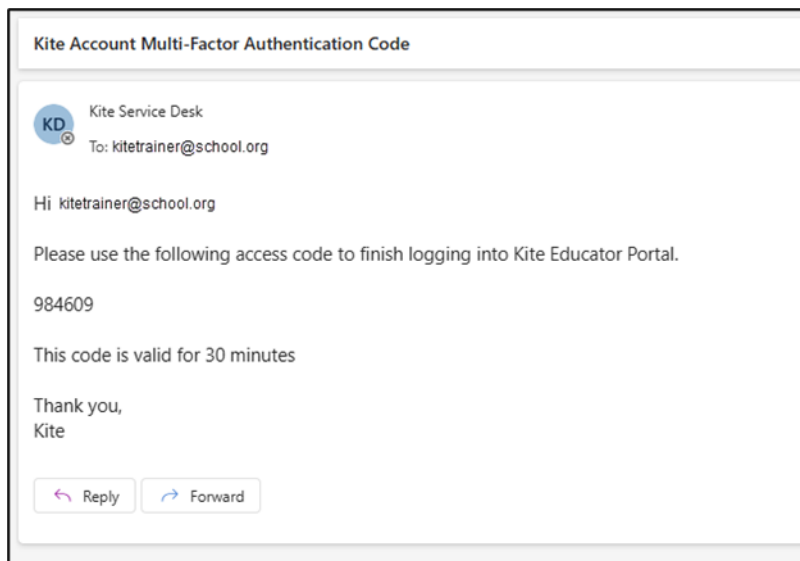 Kite Account Multi-Factor Authentication Code
KD
Kite Service Desk
To: kitetrainer@school.org
Hi kitetrainer@school.org
Please use the following access code to finish logging into Kite Educator Portal.
984609
This code is valid for 30 minutes
Thank you,
Kite
Reply
Forward